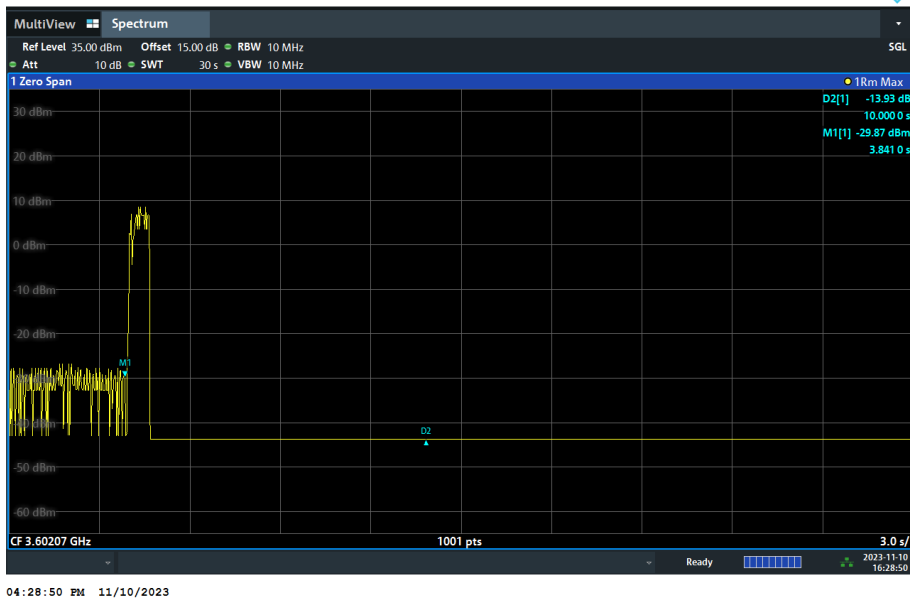 MultiView Spectrum
Ref Level 35.00 dBm Offset 15.00 dB RBW 10 MHz SGL
Att 10 dB SWT 30 s VBW 10 MHz
1 Zero Span 1Rm Max
D2[1] -13.93 dB
10.000 0 s
M1[1] -29.87 dBm
3.841 0 s
30 dBm
20 dBm
10 dBm
0 dBm
-10 dBm
-20 dBm
M1
-40 dBm
D2
-50 dBm
-60 dBm
CF 3.60207 GHz 1001 pts 3.0 s/
Ready 2023-11-10
16:28:50
04:28:50 PM 11/10/2023